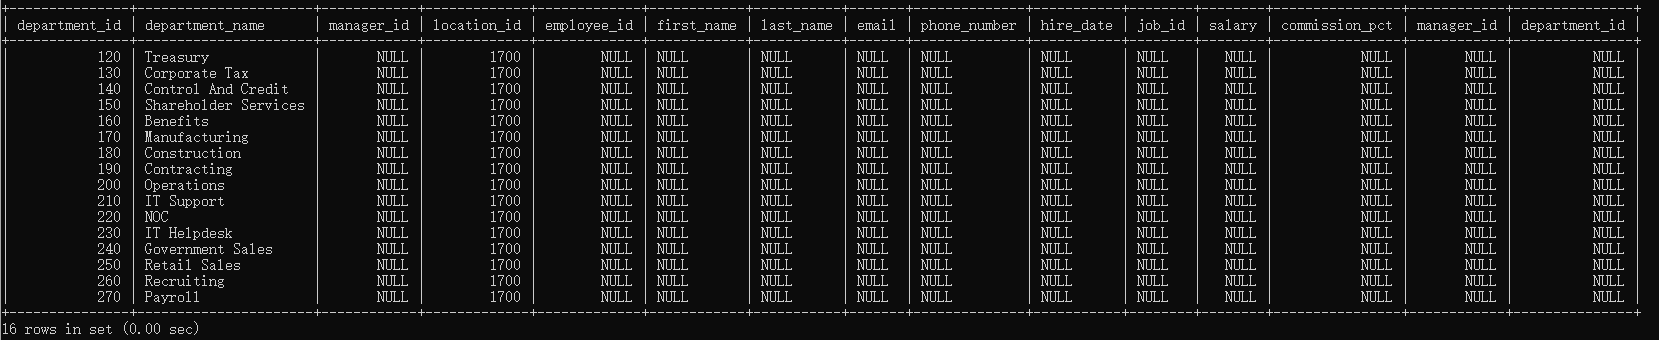 | department_id | department_name | manager_id | location_id | employee_id | first_name | last_name | email | phone_number | hire_date | job_id | salary | commission_pct | manager_id | department_id |
| 120 | Treasury | NULL | 1700 | NULL | NULL | NULL | NULL | NULL | NULL | NULL | NULL | NULL | NULL | NULL |
| 130 | Corporate Tax | NULL | 1700 | NULL | NULL | NULL | NULL | NULL | NULL | NULL | NULL | NULL | NULL | NULL |
| 140 | Control And Credit | NULL | 1700 | NULL | NULL | NULL | NULL | NULL | NULL | NULL | NULL | NULL | NULL | NULL |
| 150 | Shareholder Services | NULL | 1700 | NULL | NULL | NULL | NULL | NULL | NULL | NULL | NULL | NULL | NULL | NULL |
| 160 | Benefits | NULL | 1700 | NULL | NULL | NULL | NULL | NULL | NULL | NULL | NULL | NULL | NULL | NULL |
| 170 | Manufacturing | NULL | 1700 | NULL | NULL | NULL | NULL | NULL | NULL | NULL | NULL | NULL | NULL | NULL |
| 180 | Construction | NULL | 1700 | NULL | NULL | NULL | NULL | NULL | NULL | NULL | NULL | NULL | NULL | NULL |
| 190 | Contracting | NULL | 1700 | NULL | NULL | NULL | NULL | NULL | NULL | NULL | NULL | NULL | NULL | NULL |
| 200 | Operations | NULL | 1700 | NULL | NULL | NULL | NULL | NULL | NULL | NULL | NULL | NULL | NULL | NULL |
| 210 | IT Support | NULL | 1700 | NULL | NULL | NULL | NULL | NULL | NULL | NULL | NULL | NULL | NULL | NULL |
| 220 | NOC | NULL | 1700 | NULL | NULL | NULL | NULL | NULL | NULL | NULL | NULL | NULL | NULL | NULL |
| 230 | IT Helpdesk | NULL | 1700 | NULL | NULL | NULL | NULL | NULL | NULL | NULL | NULL | NULL | NULL | NULL |
| 240 | Government Sales | NULL | 1700 | NULL | NULL | NULL | NULL | NULL | NULL | NULL | NULL | NULL | NULL | NULL |
| 250 | Retail Sales | NULL | 1700 | NULL | NULL | NULL | NULL | NULL | NULL | NULL | NULL | NULL | NULL | NULL |
| 260 | Recruiting | NULL | 1700 | NULL | NULL | NULL | NULL | NULL | NULL | NULL | NULL | NULL | NULL | NULL |
| 270 | Payroll | NULL | 1700 | NULL | NULL | NULL | NULL | NULL | NULL | NULL | NULL | NULL | NULL | NULL |
16 rows in set (0.00 sec)